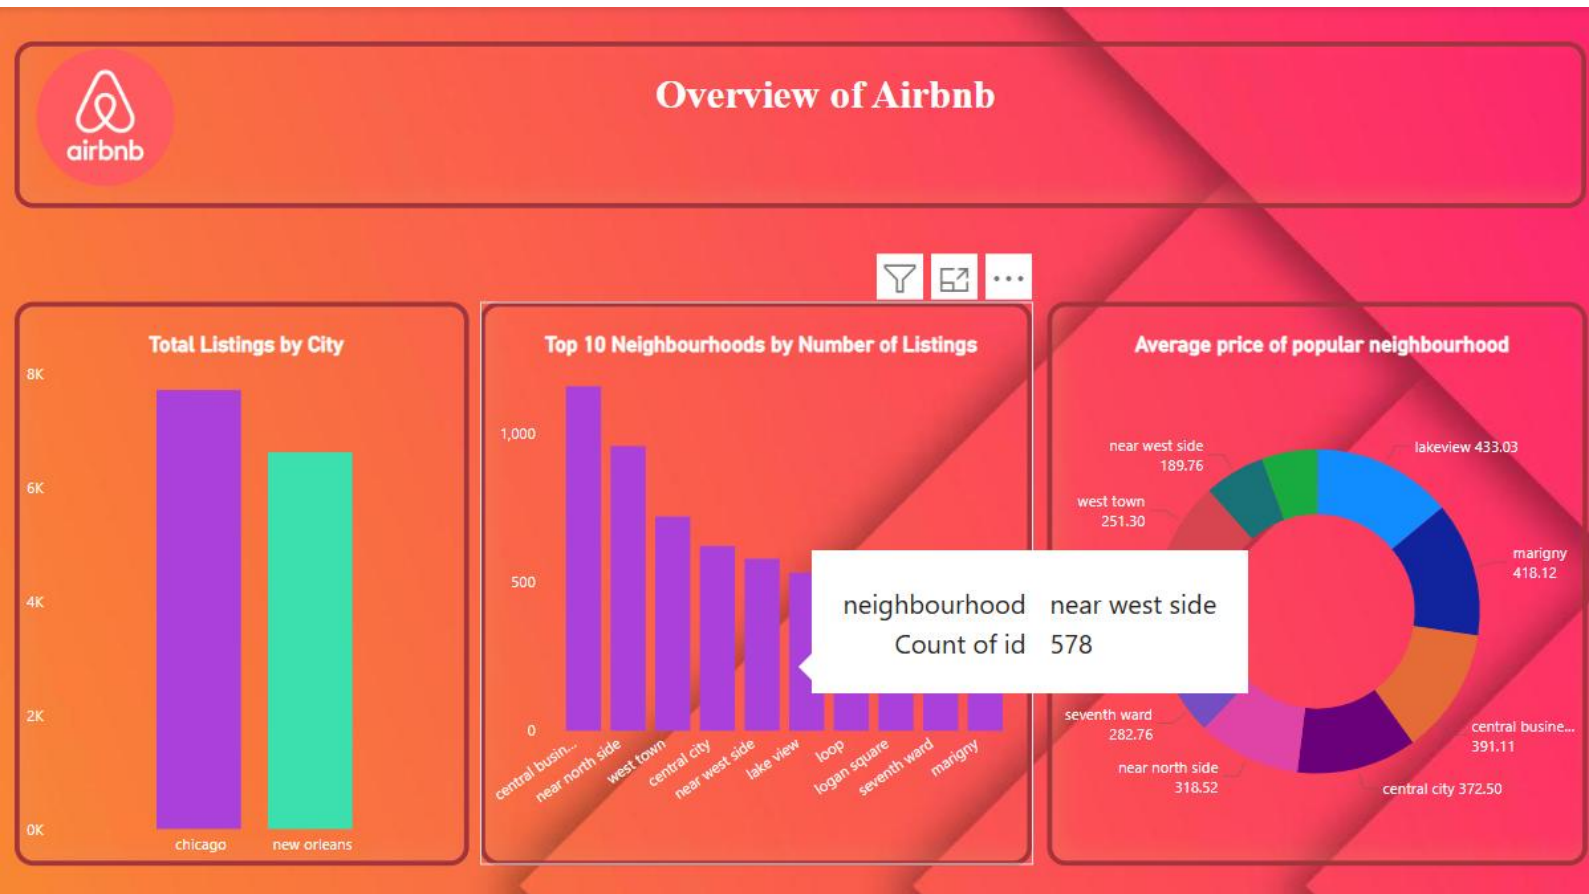 airbnb
Overview of Airbnb
Total Listings by City
8K
6K
4K
2K
0K
chicago
new orleans
Top 10 Neighbourhoods by Number of Listings
1,000
500
0
central busin...
near north side
west town
central city
near west side
lake view
loop
logan square
seventh ward
marigny
neighbourhood near west side
Count of id 578
Average price of popular neighbourhood
near west side
189.76
lakeview 433.03
west town
251.30
marigny
418.12
seventh ward
282.76
central busine...
391.11
near north side
318.52
central city 372.50